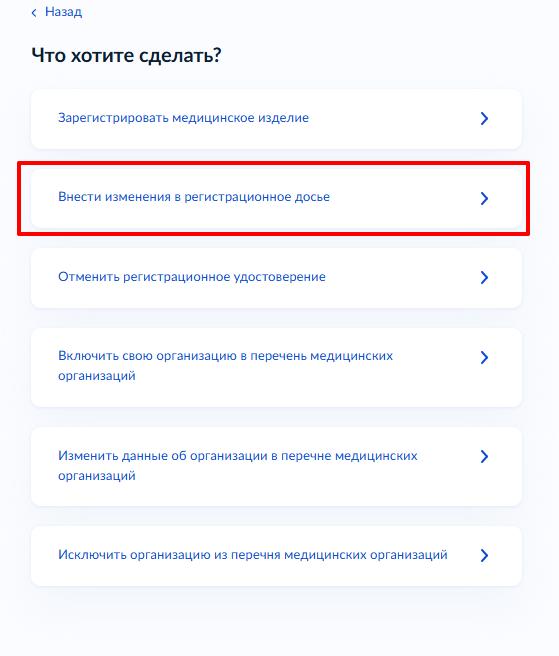 Назад
Что хотите сделать?
Зарегистрировать медицинское изделие
Внести изменения в регистрационное досье
Отменить регистрационное удостоверение
Включить свою организацию в перечень медицинских
организаций
Изменить данные об организации в перечне медицинских
организаций
Исключить организацию из перечня медицинских организаций